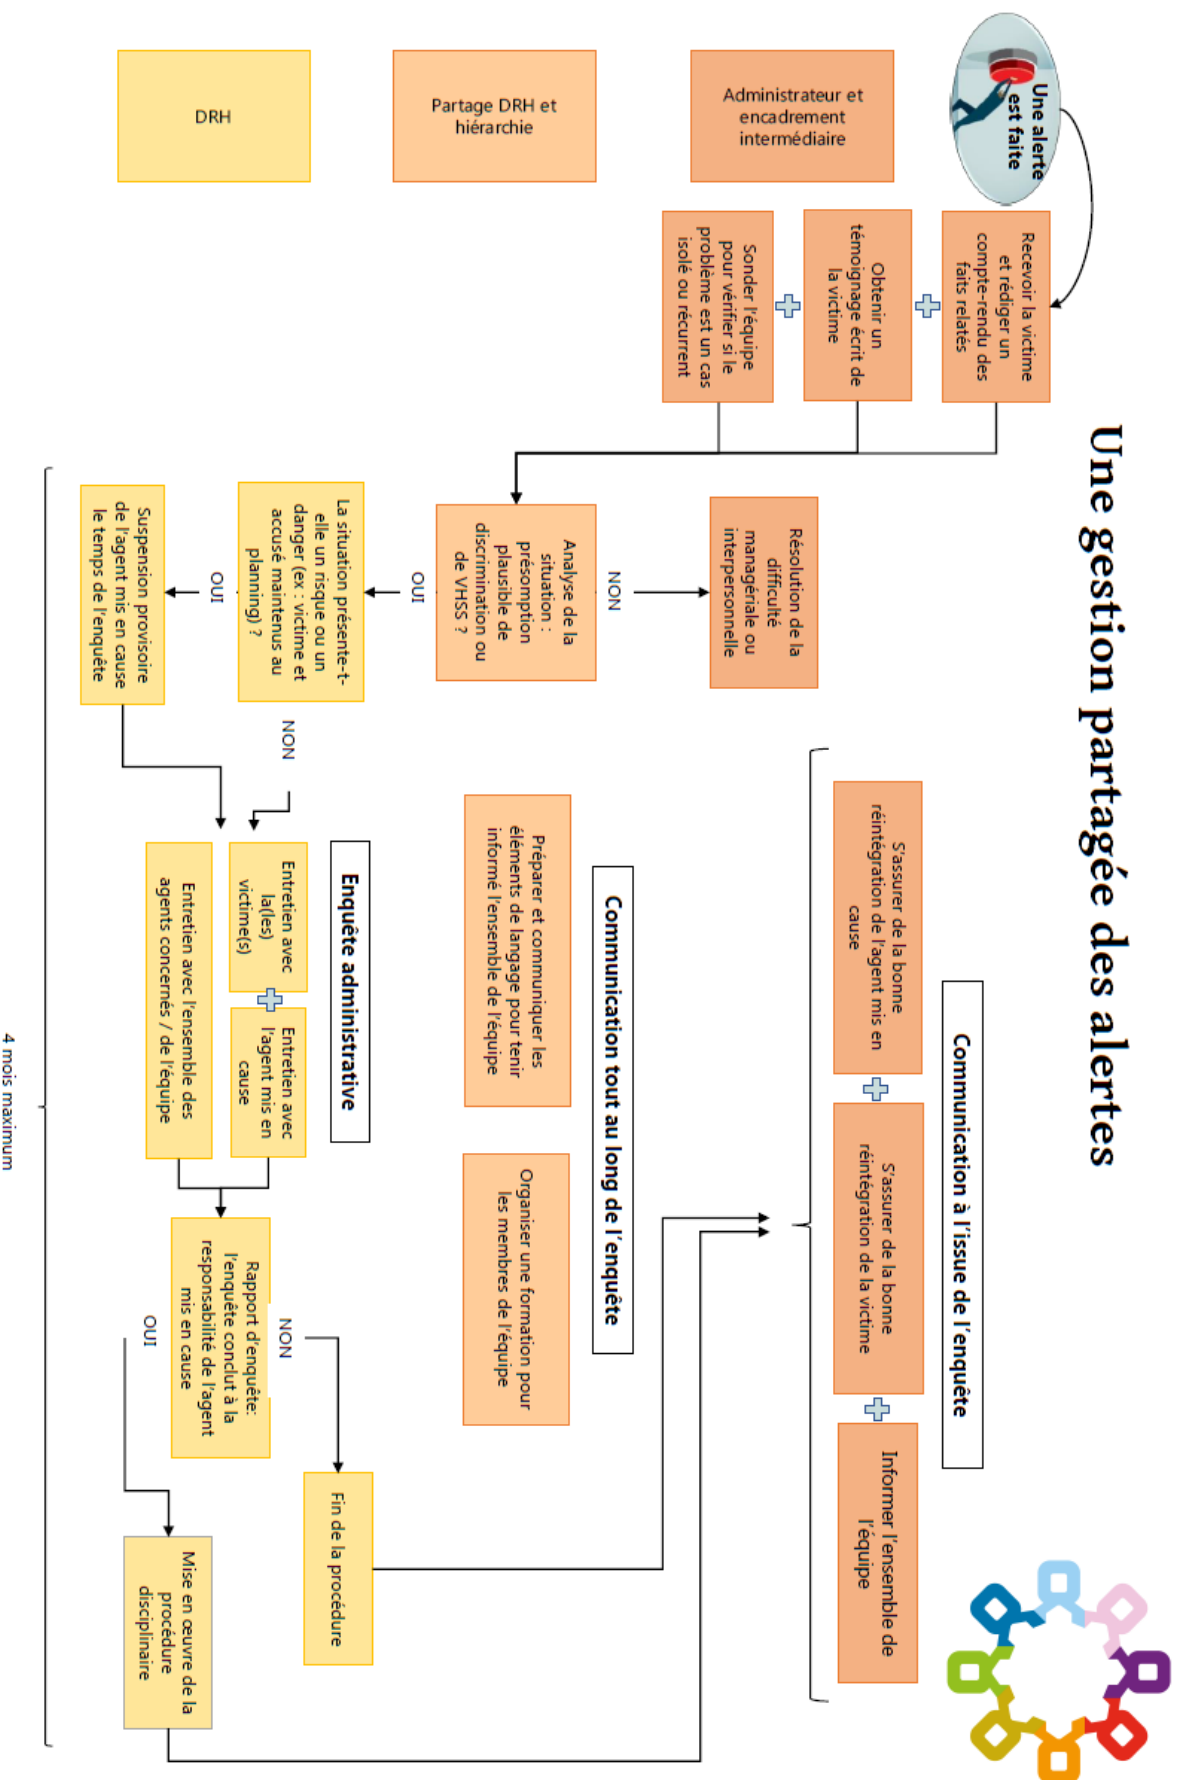 Une gestion partagée des alertes
Une alerte
est faite
Administrateur et
encadrement
intermédiaire
Partage DRH et
hiérarchie
DRH
Recevoir la victime
et rédiger un
compte-rendu des
faits relatés
Obtenir un
témoignage écrit de
la victime
Sonder l'équipe
pour vérifier si le
problème est un cas
isolé ou récurrent
Résolution de la
difficulté
managériale ou
interpersonnelle
NON
Analyse de la
situation :
présomption
plausible de
discrimination ou
de VHSS ?
OUI
La situation présente-t-
elle un risque ou un
danger (ex : victime et
accusé maintenus au
planning) ?
OUI
Suspension provisoire
de l'agent mis en cause
le temps de l'enquête
NON
Communication à l'issue de l'enquête
S'assurer de la bonne
réintégration de l'agent mis en
cause
S'assurer de la bonne
réintégration de la victime
Informer l'ensemble de
l'équipe
Communication tout au long de l'enquête
Préparer et communiquer les
éléments de langage pour tenir
informé l'ensemble de l'équipe
Organiser une formation pour
les membres de l'équipe
Enquête administrative
Entretien avec
la(les)
victime(s)
Entretien avec
l'agent mis en
cause
Entretien avec l'ensemble des
agents concernés / de l'équipe
Rapport d'enquête:
l'enquête conclut à la
responsabilité de l'agent
mis en cause
NON
OUI
Fin de la procédure
Mise en œuvre de la
procédure
disciplinaire
4 mois maximum